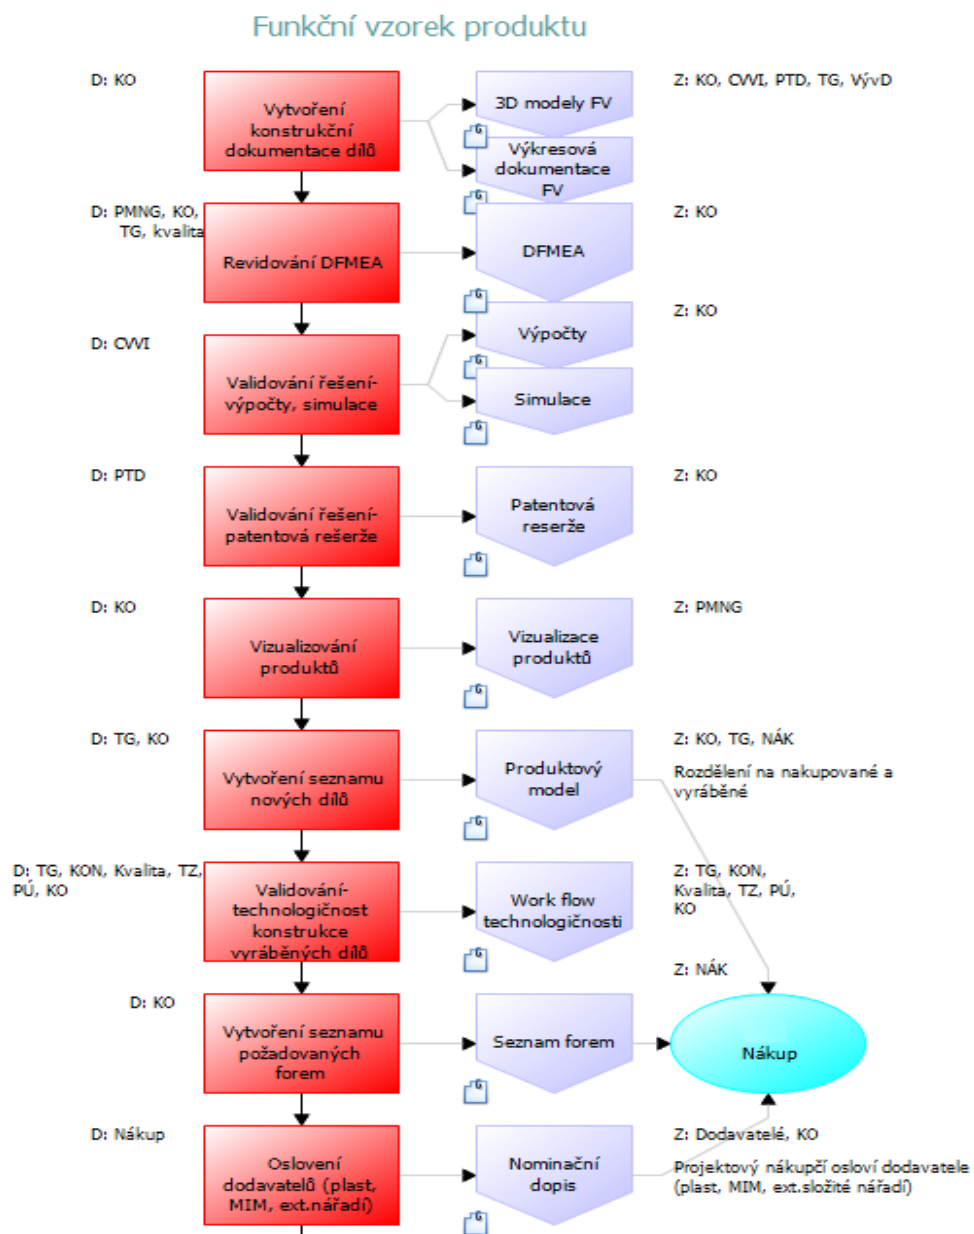 Funkční vzorek produktu
D: KO
Vytvoření
konstrukční
dokumentace dílů
3D modely FV
G
Výkresová
dokumentace
FV
G
Z: KO, CVVI, PTD, TG, VývD
D: PMNG, KO,
TG, kvalita
Revidování DFMEA
DFMEA
G
Z: KO
D: CVVI
Validování řešení-
výpočty, simulace
Výpočty
G
Simulace
G
Z: KO
D: PTD
Validování řešení-
patentová rešerže
Patentová
reserže
G
Z: KO
D: KO
Vizualizování
produktů
Vizualizace
produktů
G
Z: PMNG
D: TG, KO
Vytvoření seznamu
nových dílů
Produktový
model
G
Z: KO, TG, NÁK
Rozdělení na nakupované a
vyráběné
D: TG, KON, Kvalita, TZ,
PÚ, KO
Validování-
technologičnost
konstrukce
vyráběných dílů
Work flow
technologičnosti
G
Z: TG, KON,
Kvalita, TZ, PÚ,
KO
D: KO
Vytvoření seznamu
požadovaných
forem
Seznam forem
G
Z: NÁK
Nákup
D: Nákup
Oslovení
dodavatelů (plast,
MIM, ext.nářadí)
Nominační
dopis
G
Z: Dodavatelé, KO
Projektový nákupčí osloví dodavatele
(plast, MIM, ext.složité nářadí)